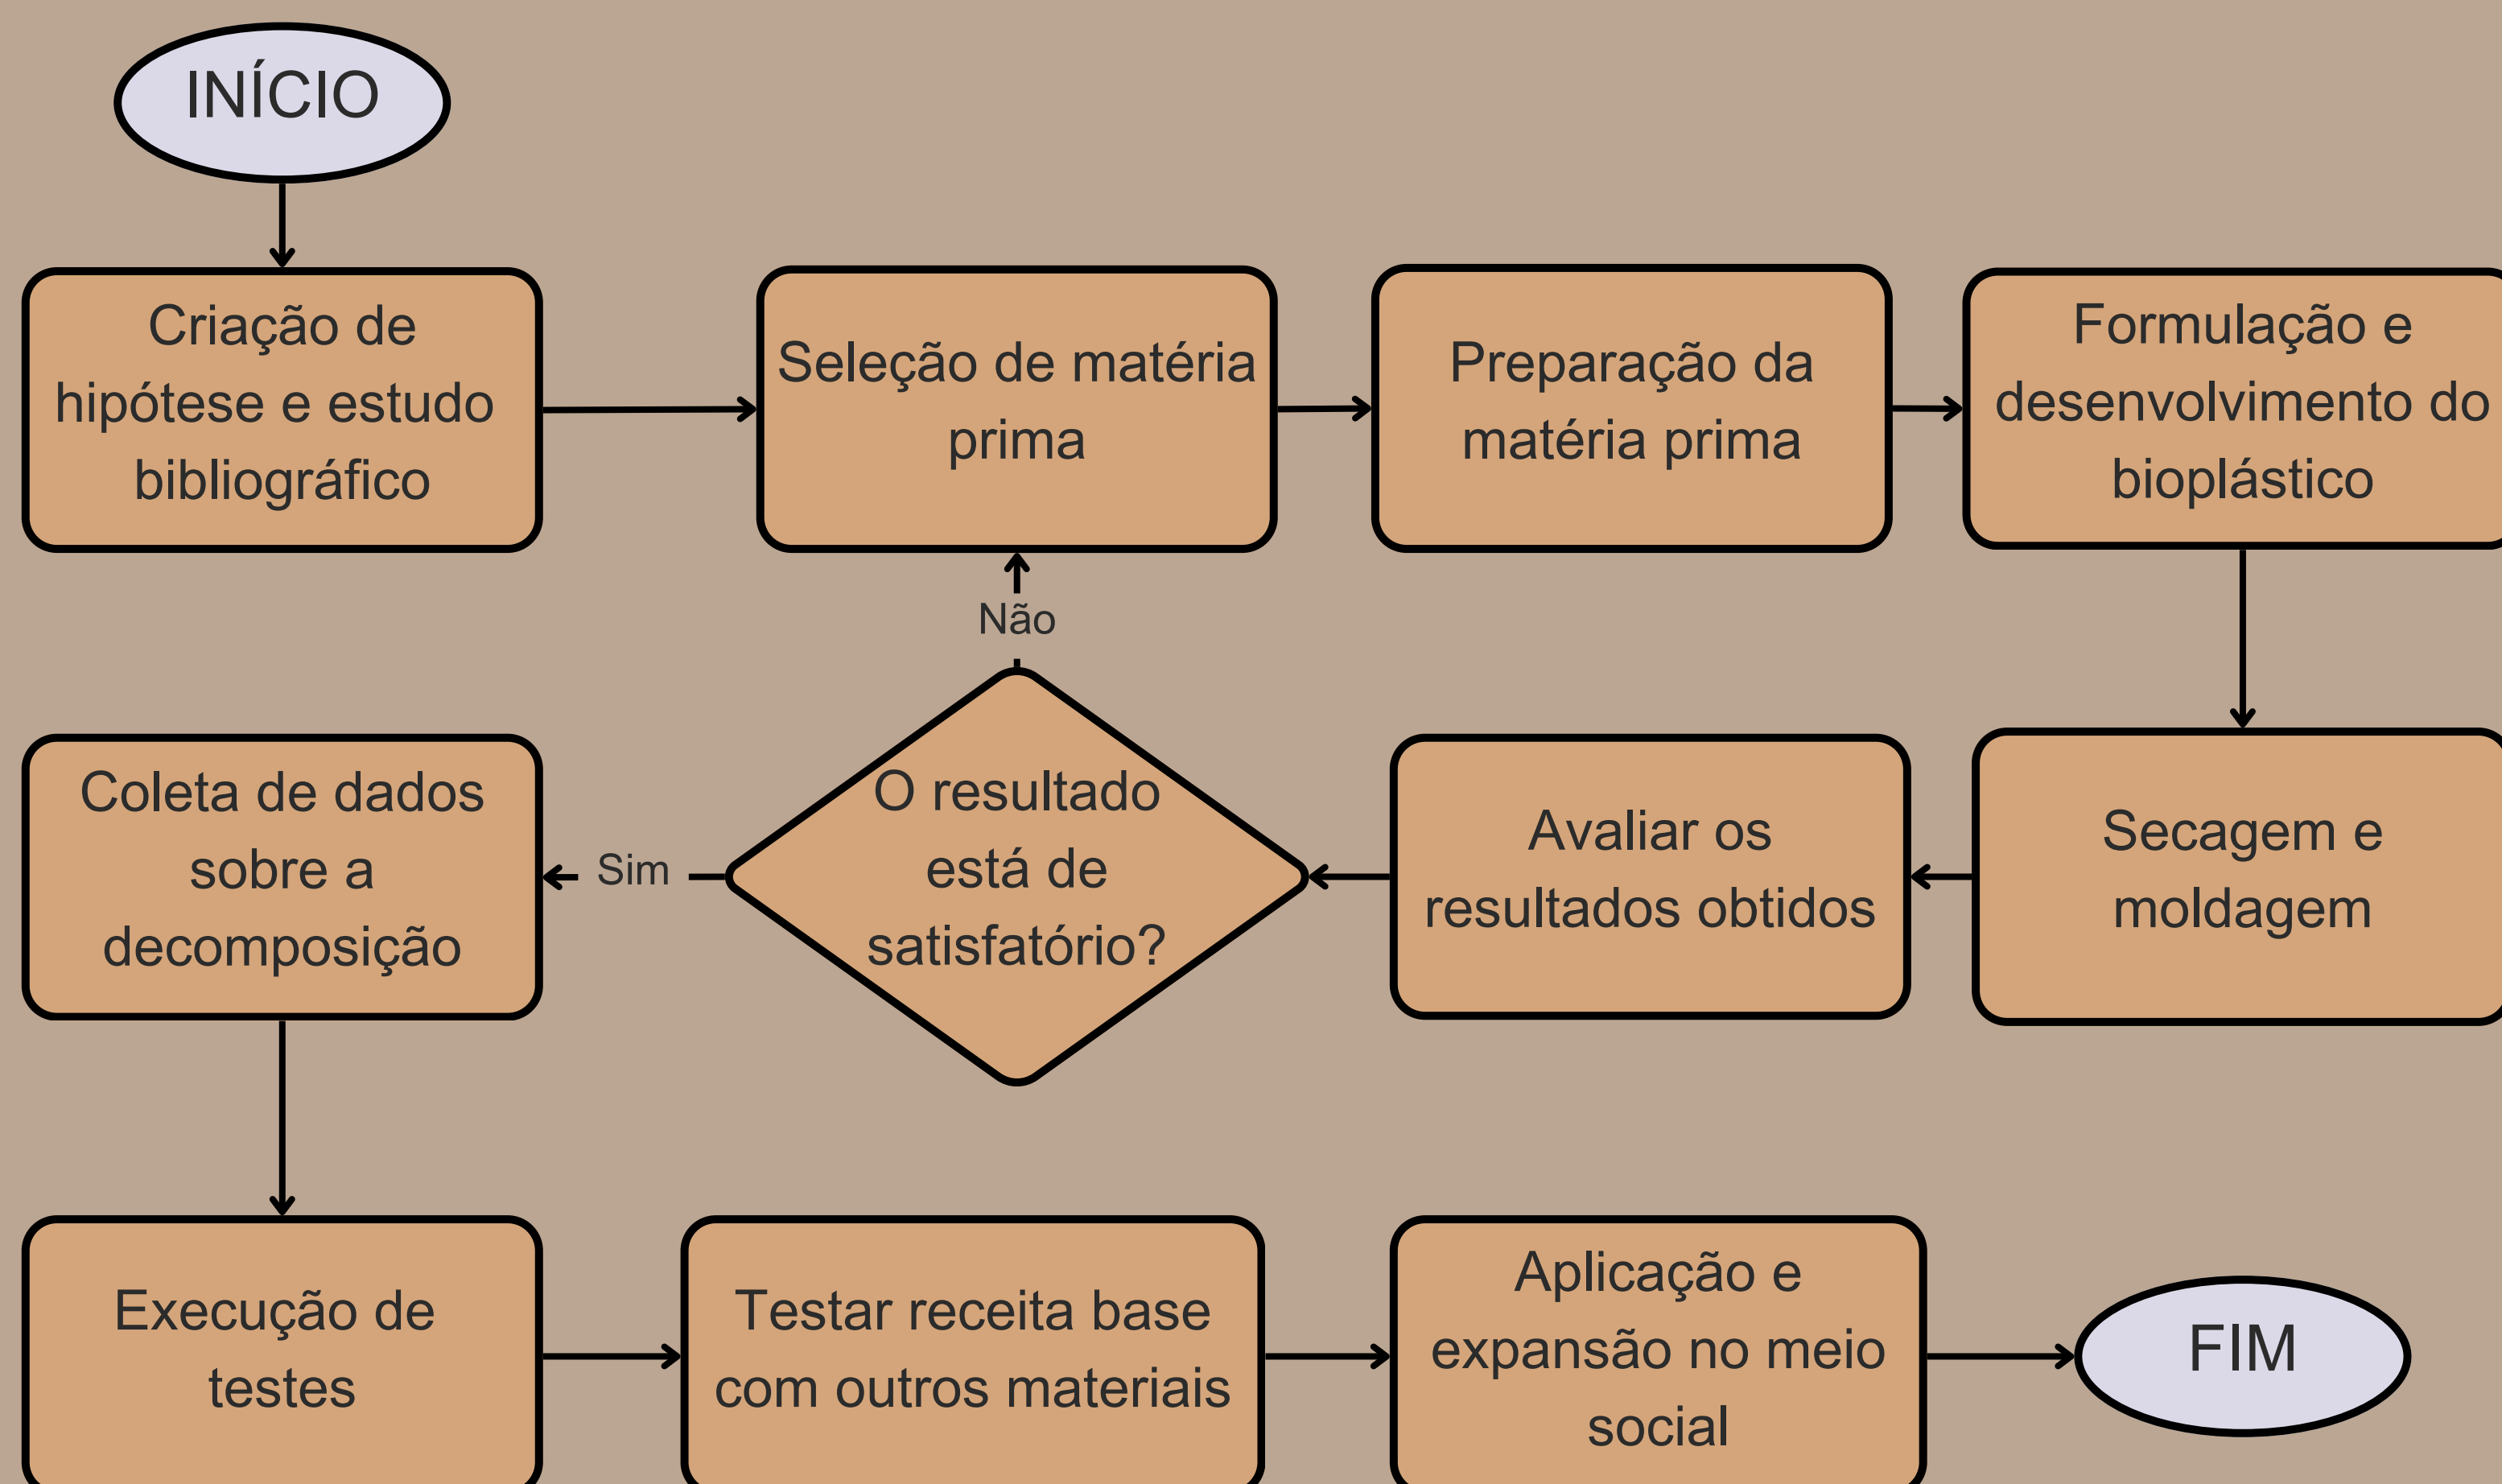 INÍCIO
Criação de
hipótese e estudo
bibliográfico
Seleção de matéria
prima
Preparação da
matéria prima
Formulação e
desenvolvimento do
bioplástico
Não
Coleta de dados
sobre a
decomposição
Sim
O resultado
está de
satisfatório?
Avaliar os
resultados obtidos
Secagem e
moldagem
Execução de
testes
Testar receita base
com outros materiais
Aplicação e
expansão no meio
social
FIM